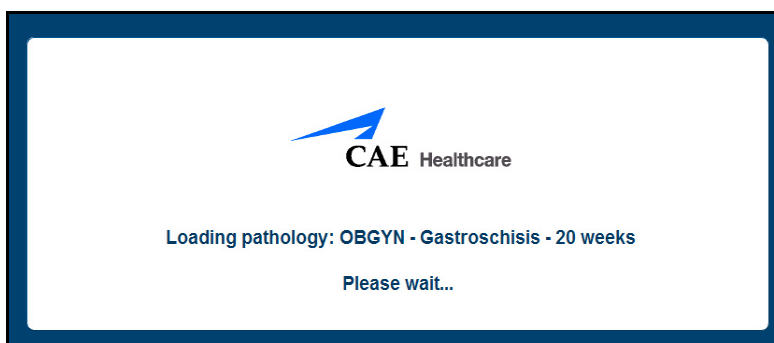 CAE Healthcare
Loading pathology: OBGYN - Gastroschisis - 20 weeks
Please wait...